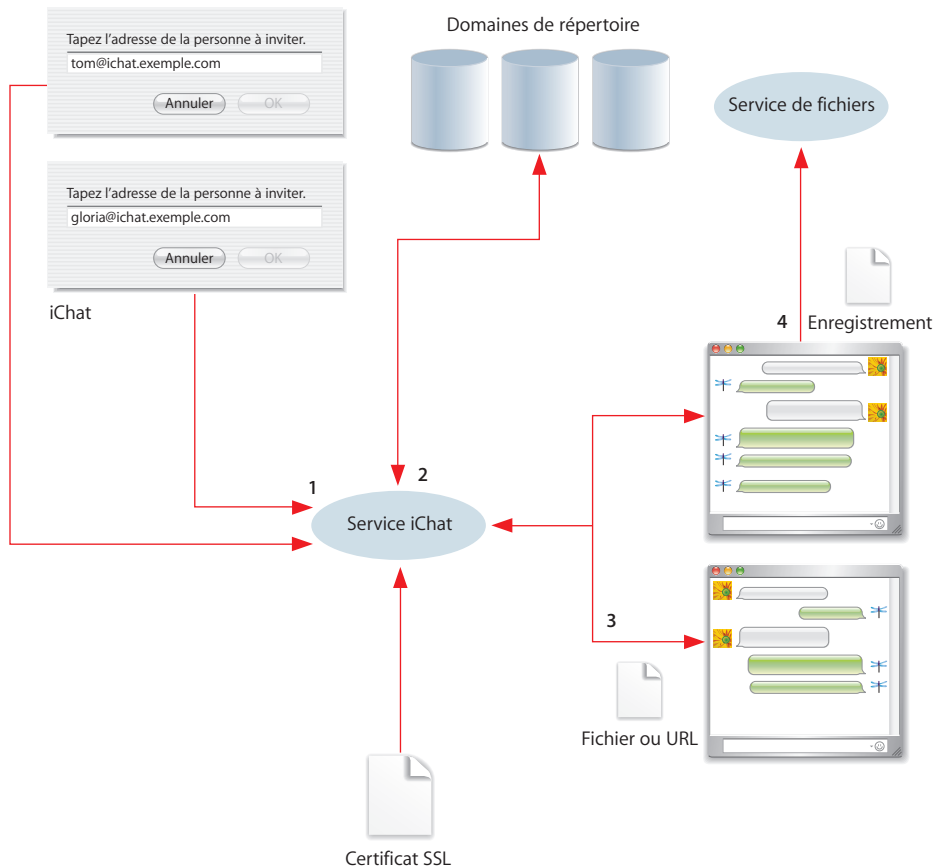 Tapez l'adresse de la personne à inviter.
tom@ichat.exemple.com
Annuler
OK
Tapez l'adresse de la personne à inviter.
gloria@ichat.exemple.com
Annuler
OK
iChat
Domaines de répertoire
Service de fichiers
4
Enregistrement
1
2
Service iChat
3
Fichier ou URL
Certificat SSL